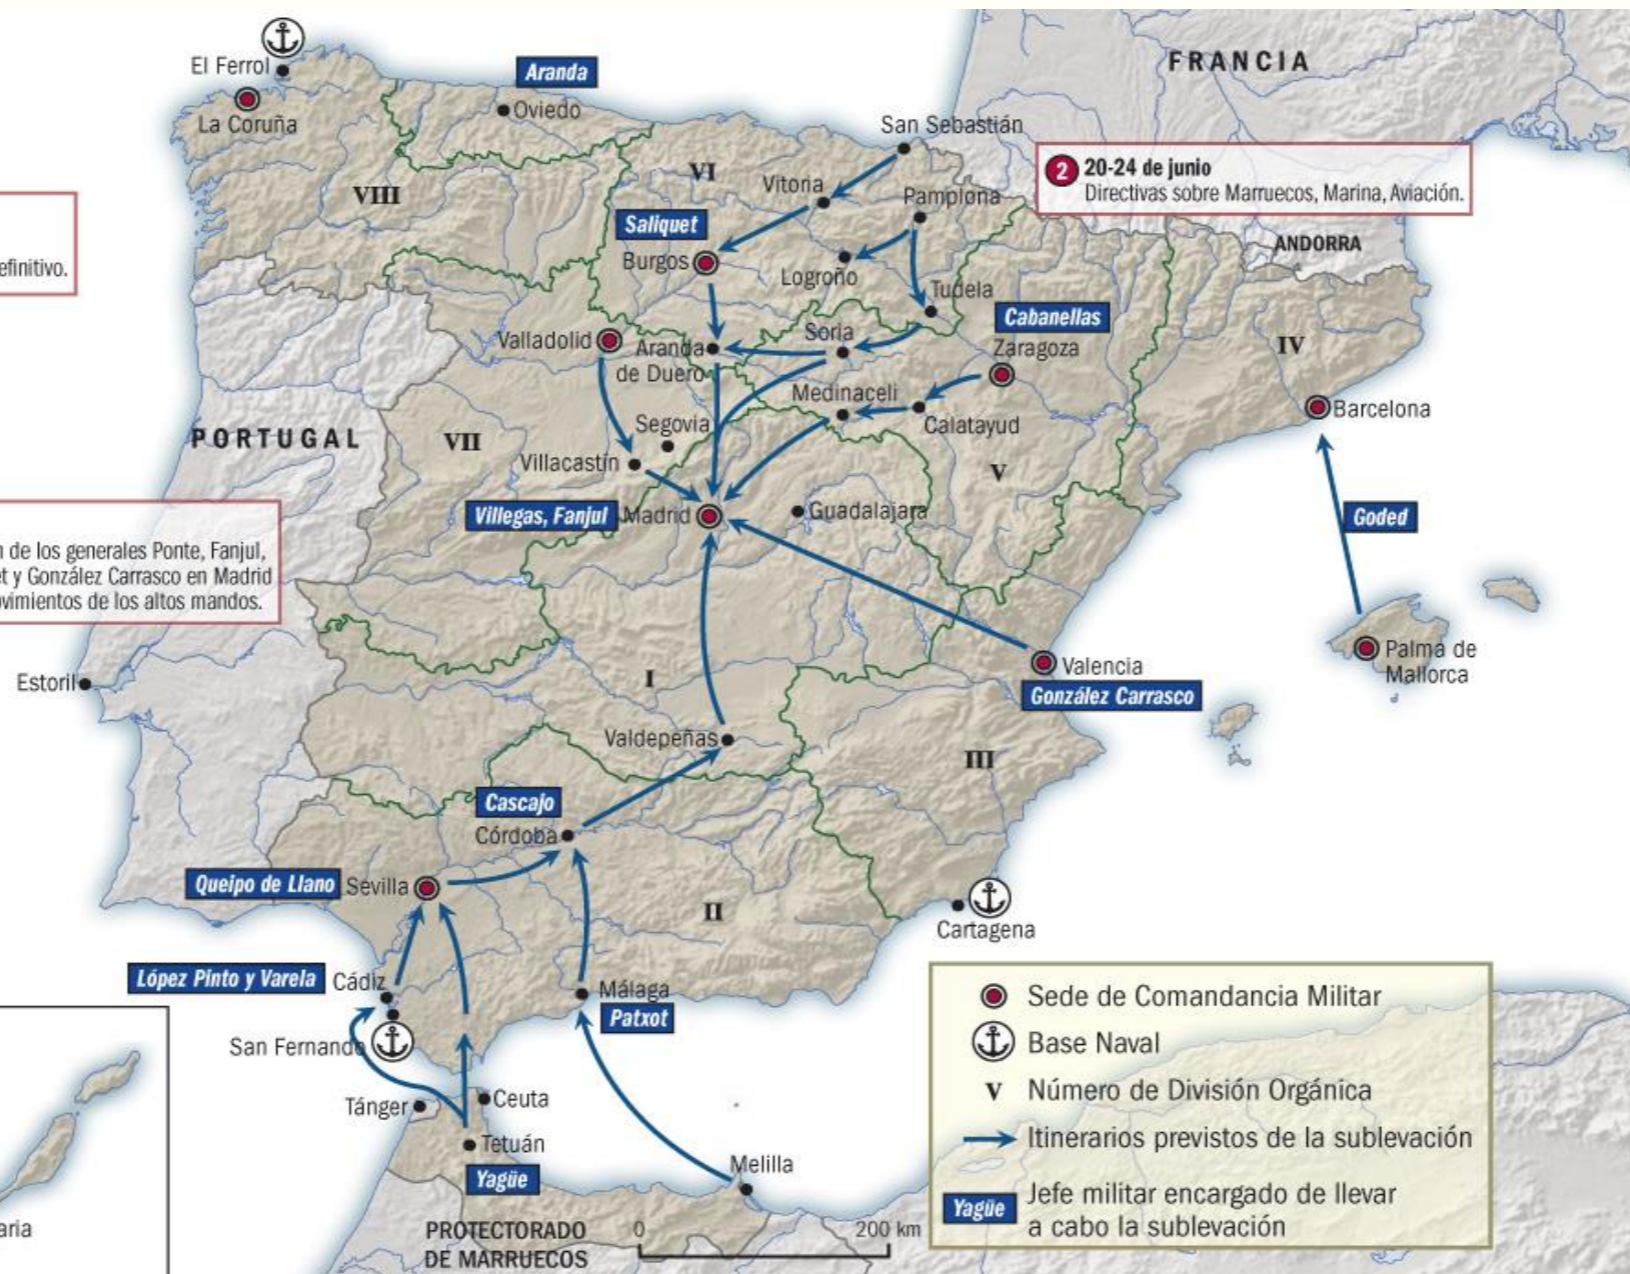 El Ferrol
La Coruña
Aranda
Oviedo
FRANCIA
San Sebastián
2 20-24 de junio
Directivas sobre Marruecos, Marina, Aviación.
VIII
VI
Vitoria
Pamplona
Saliquet
Burgos
Logroño
ANDORRA
efinitivo.
Tudela
Cabanellas
Zaragoza
Valladolid
Aranda
de Duero
Soria
IV
Medinaceli
Calatayud
Barcelona
PORTUGAL
VII
Segovia
Villacastín
V
Villegas, Fanjul
Madrid
Guadalajara
Goded
n de los generales Ponte, Fanjul,
et y González Carrasco en Madrid
ovimientos de los altos mandos.
Estoril
I
Valencia
González Carrasco
Palma de
Mallorca
Valdepeñas
III
Cascajo
Córdoba
Queipo de Llano
Sevilla
II
Cartagena
López Pinto y Varela
Cádiz
Málaga
Patxot
San Fernando
Tánger
Ceuta
Tetuán
Yagüe
Melilla
PROTECTORADO
DE MARRUECOS
0 200 km
aria
Sede de Comandancia Militar
Base Naval
V Número de División Orgánica
Itinerarios previstos de la sublevación
Yagüe Jefe militar encargado de llevar
a cabo la sublevación